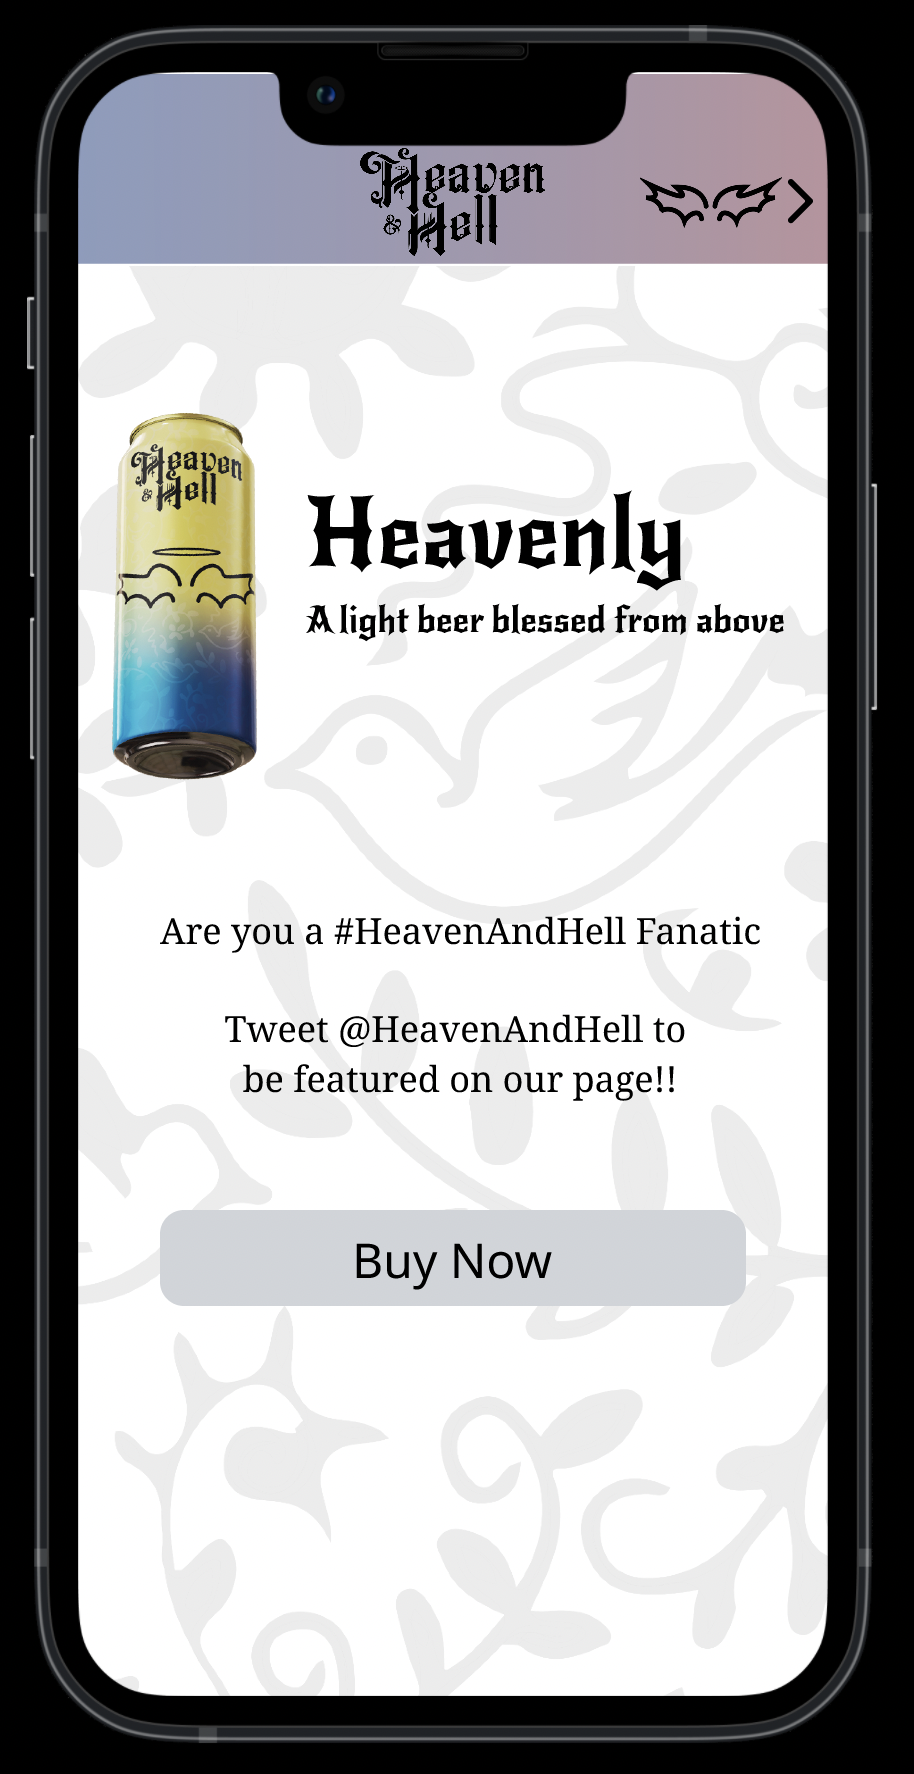 Heaven
& Hell
Heaven
& Hell
Heavenly
A light beer blessed from above
Are you a #HeavenAndHell Fanatic
Tweet @HeavenAndHell to
be featured on our page!!
Buy Now